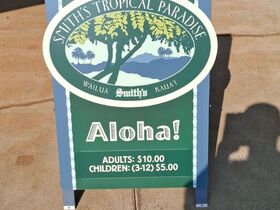 SMITH'S TROPICAL PARADISE
WAILUA Smith's KAUA'I
Aloha!
ADULTS: $10.00
CHILDREN: (3-12) $5.00